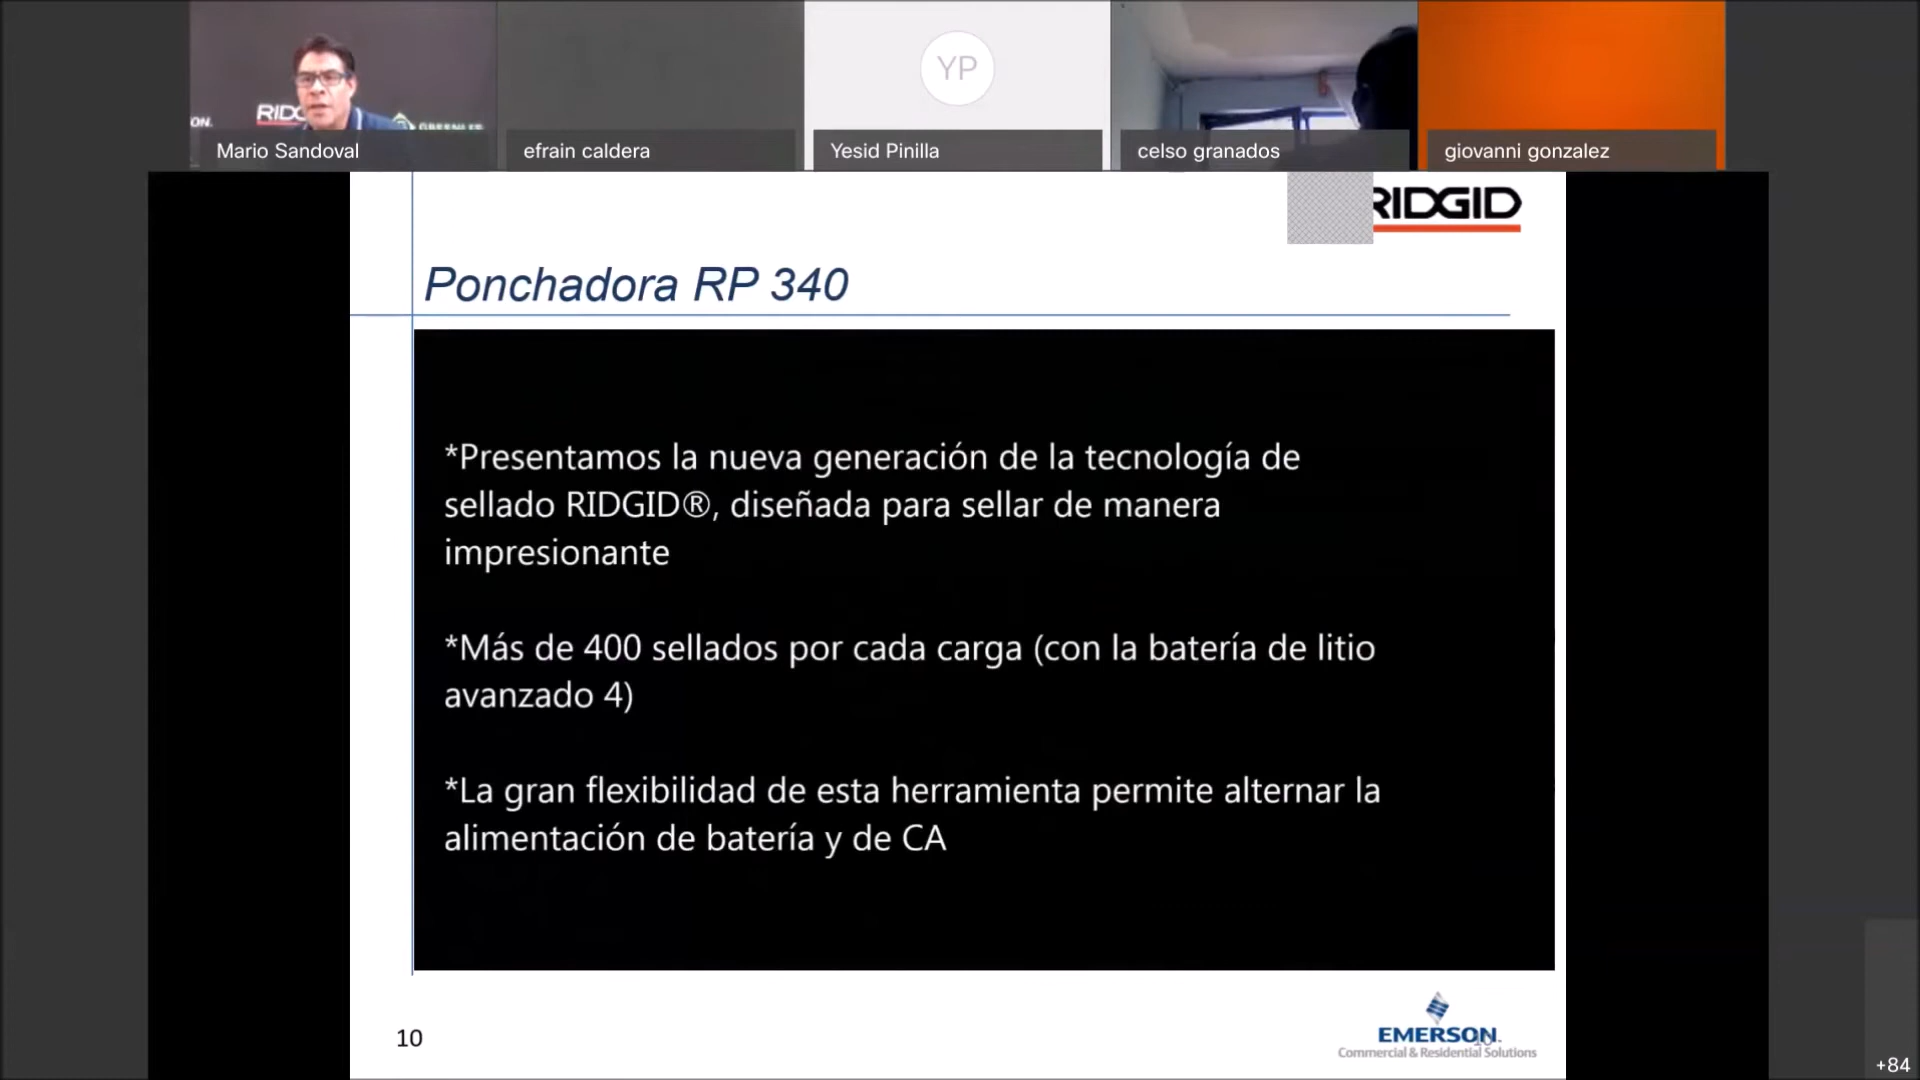 YP
ON.
RIDG
GREENLEE
Mario Sandoval
efrain caldera
Yesid Pinilla
celso granados
giovanni gonzalez
RIDGID
Ponchadora RP 340
*Presentamos la nueva generación de la tecnología de
sellado RIDGID®, diseñada para sellar de manera
impresionante
*Más de 400 sellados por cada carga (con la batería de litio
avanzado 4)
*La gran flexibilidad de esta herramienta permite alternar la
alimentación de batería y de CA
10
EMERSON
Commercial & Residential Solutions
+84